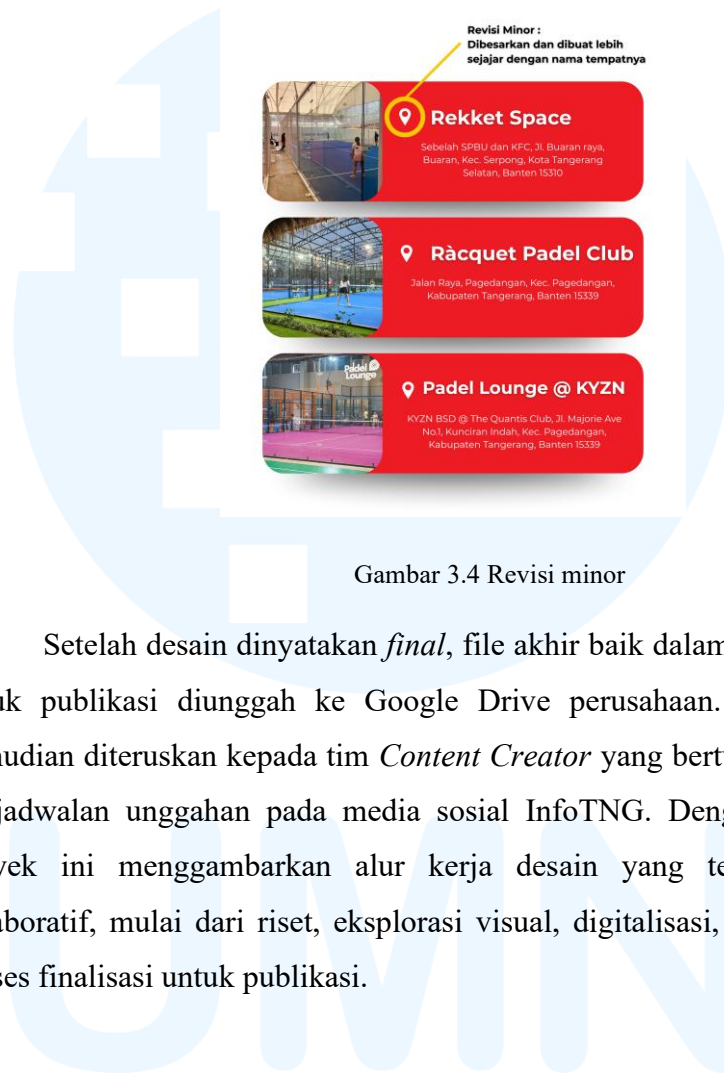 Revisi Minor :
Dibesarkan dan dibuat lebih
sejajar dengan nama tempatnya
Rekket Space
Sebelah SPBU dan KFC, Jl. Buaran raya,
Buaran, Kec. Serpong, Kota Tangerang
Selatan, Banten 15310
Ràcquet Padel Club
Jalan Raya, Pagedangan, Kec. Pagedangan,
Kabupaten Tangerang, Banten 15339
Padel
Lounge
Padel Lounge @ KYZN
KYZN BSD @ The Quantis Club, Jl. Majorie Ave
No.1, Kunciran Indah, Kec. Pagedangan,
Kabupaten Tangerang, Banten 15339
Gambar 3.4 Revisi minor
Setelah desain dinyatakan final, file akhir baik dalam
uk publikasi diunggah ke Google Drive perusahaan.
nudian diteruskan kepada tim Content Creator yang bert
jadwalan unggahan pada media sosial InfoTNG. Deng
yek ini menggambarkan alur kerja desain yang te
aboratif, mulai dari riset, eksplorasi visual, digitalisasi,
ses finalisasi untuk publikasi.
UMN